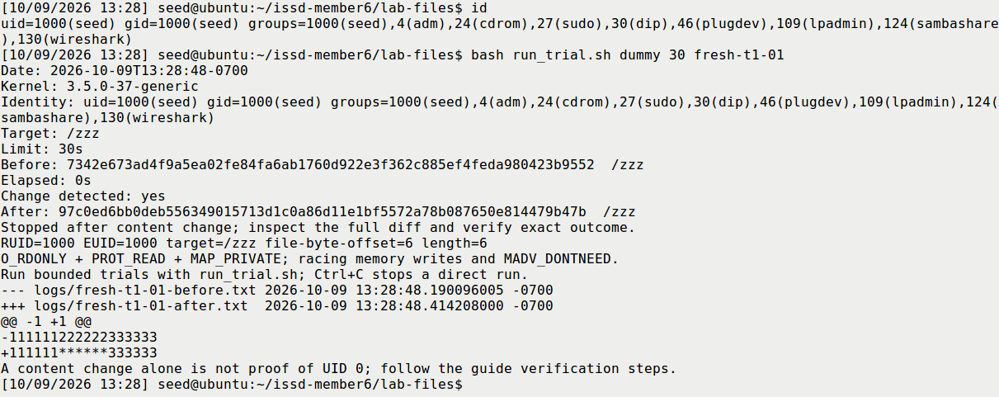 [10/09/2026 13:28] seed@ubuntu:~/issd-member6/lab-files$ id
uid=1000(seed) gid=1000(seed) groups=1000(seed),4(adm),24(cdrom),27(sudo),30(dip),46(plugdev),109(lpadmin),124(sambashare
),130(wireshark)
[10/09/2026 13:28] seed@ubuntu:~/issd-member6/lab-files$ bash run_trial.sh dummy 30 fresh-t1-01
Date: 2026-10-09T13:28:48-0700
Kernel: 3.5.0-37-generic
Identity: uid=1000(seed) gid=1000(seed) groups=1000(seed),4(adm),24(cdrom),27(sudo),30(dip),46(plugdev),109(lpadmin),124(
sambashare),130(wireshark)
Target: /zzz
Limit: 30s
Before: 7342e673ad4f9a5ea02fe84fa6ab1760d922e3f362c885ef4feda980423b9552  /zzz
Elapsed: 0s
Change detected: yes
After: 97c0ed6bb0deb556349015713d1c0a86d11e1bf5572a78b087650e814479b47b  /zzz
Stopped after content change; inspect the full diff and verify exact outcome.
RUID=1000 EUID=1000 target=/zzz file-byte-offset=6 length=6
O_RDONLY + PROT_READ + MAP_PRIVATE; racing memory writes and MADV_DONTNEED.
Run bounded trials with run_trial.sh; Ctrl+C stops a direct run.
--- logs/fresh-t1-01-before.txt 2026-10-09 13:28:48.190096005 -0700
+++ logs/fresh-t1-01-after.txt  2026-10-09 13:28:48.414208000 -0700
@@ -1 +1 @@
-111111222222333333
+111111******333333
A content change alone is not proof of UID 0; follow the guide verification steps.
[10/09/2026 13:28] seed@ubuntu:~/issd-member6/lab-files$